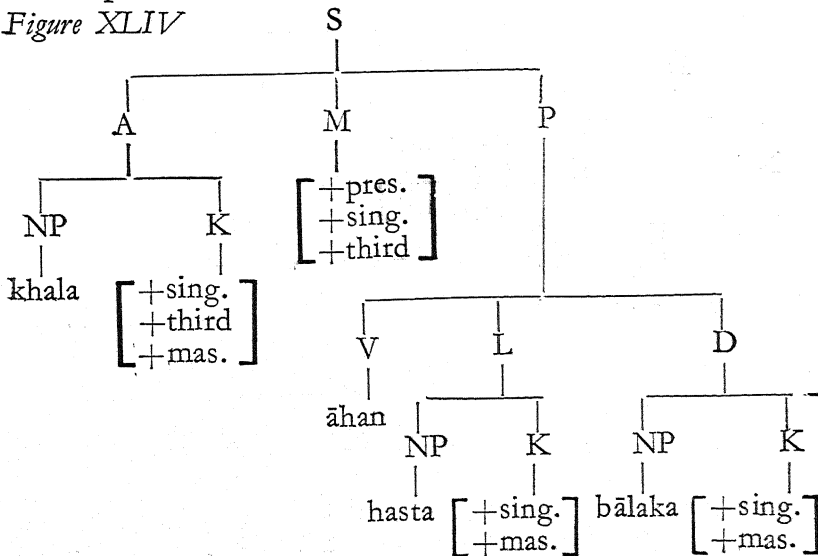 Figure XLIV
S
A M P
+pres.
+sing.
+third
NP K
khala
+sing.
+third
+mas.
V L D
āhan
NP K NP K
hasta
+sing.
+mas.
bālaka
+sing.
+mas.